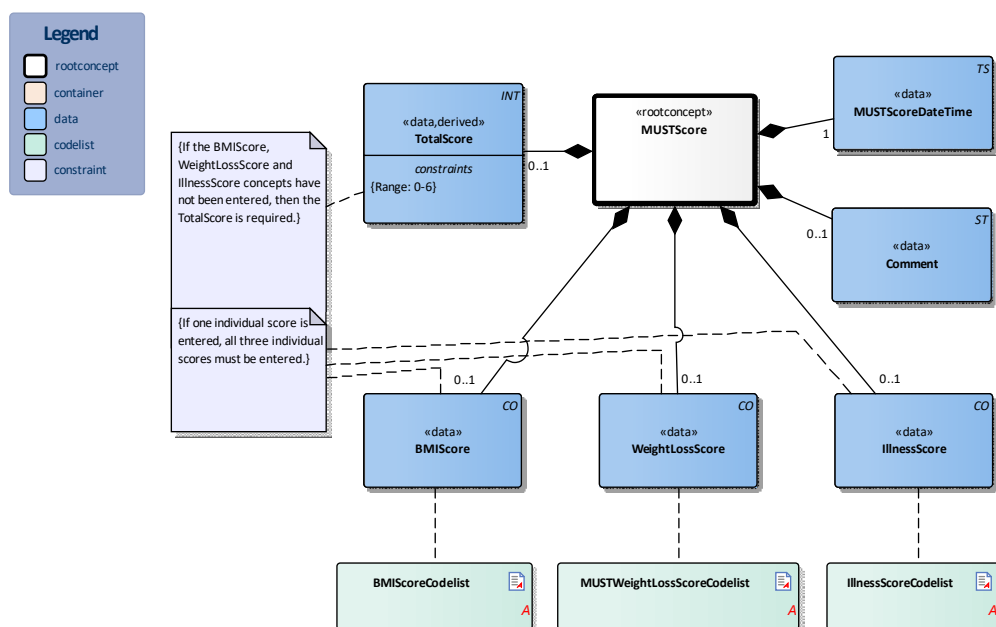 Legend
rootconcept
container
data
codelist
constraint
{If the BMIScore,
WeightLossScore and
IllnessScore concepts have
not been entered, then the
TotalScore is required.}
{If one individual score is
entered, all three individual
scores must be entered.}
INT
«data,derived»
TotalScore
constraints
{Range: 0-6}
0..1
«rootconcept»
MUSTScore
TS
«data»
MUSTScoreDateTime
1
ST
«data»
Comment
0..1
0..1
CO
«data»
BMIScore
0..1
CO
«data»
WeightLossScore
0..1
CO
«data»
IllnessScore
BMIScoreCodelist
A
MUSTWeightLossScoreCodelist
A
IllnessScoreCodelist
A